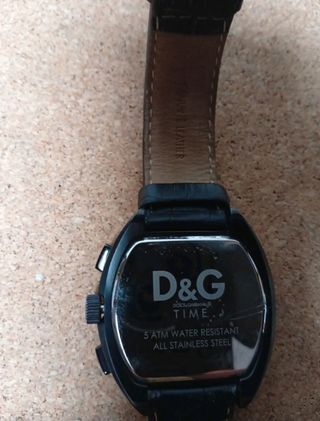 D&G
DOLCE&GABBANA
TIME
5 ATM WATER RESISTANT
ALL STAINLESS STEEL